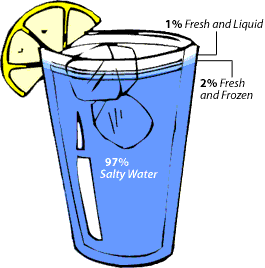 1% Fresh and Liquid
2% Fresh
and Frozen
97%
Salty Water